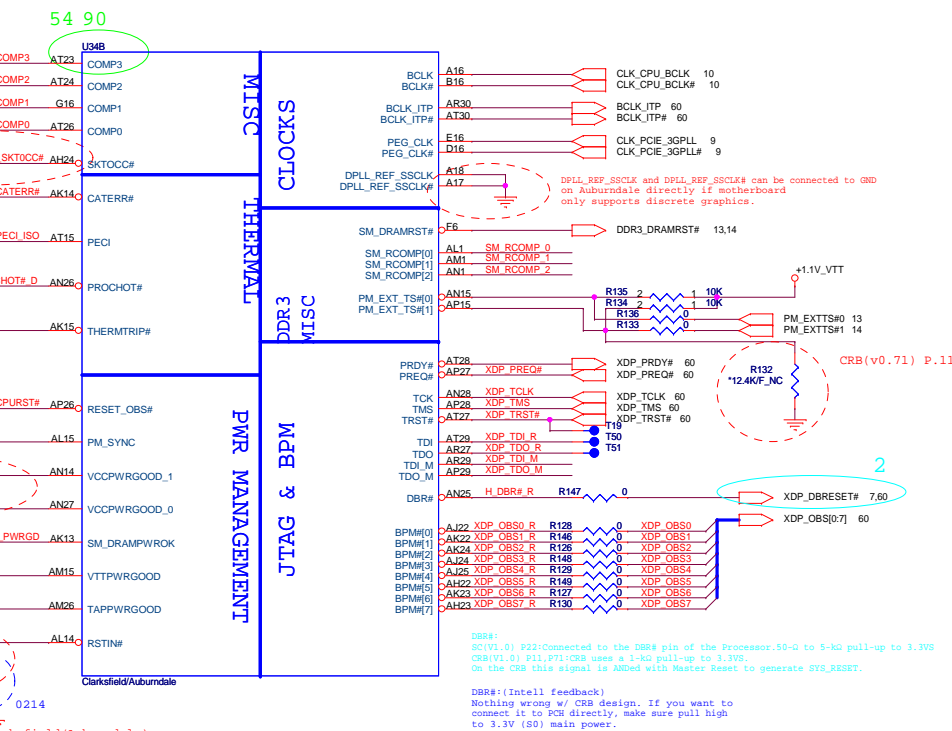 54 90
U34B
COMP3 AT23 COMP3
COMP2 AT24 COMP2
COMP1 G16 COMP1
COMP0 AT26 COMP0
SKTOCC# AH24 SKTOCC#
CATERR# AK14 CATERR#
PECI_ISO AT15 PECI
HOT#_D AN26 PROCHOT#
AK15 THERMTRIP#
CPURST# AP26 RESET_OBS#
AL15 PM_SYNC
AN14 VCCPWRGOOD_1
AN27 VCCPWRGOOD_0
PWRGD AK13 SM_DRAMPWROK
AM15 VTTPWRGOOD
AM26 TAPPWRGOOD
AL14 RSTIN#
MISC
THERMAL
PWR MANAGEMENT
CLOCKS
DDR3
MISC
JTAG & BPM
BCLK A16 CLK_CPU_BCLK 10
BCLK# B16 CLK_CPU_BCLK# 10
BCLK_ITP AR30 BCLK_ITP 60
BCLK_ITP# AT30 BCLK_ITP# 60
PEG_CLK E16 CLK_PCIE_3GPLL 9
PEG_CLK# D16 CLK_PCIE_3GPLL# 9
DPLL_REF_SSCLK A18
DPLL_REF_SSCLK# A17
DPLL_REF_SSCLK and DPLL_REF_SSCLK# can be connected to GND
on Auburndale directly if motherboard
only supports discrete graphics.
SM_DRAMRST# F6 DDR3_DRAMRST# 13,14
SM_RCOMP[0] AL1 SM_RCOMP_0
SM_RCOMP[1] AM1 SM_RCOMP_1
SM_RCOMP[2] AN1 SM_RCOMP_2
+1.1V_VTT
PM_EXT_TS#[0] AN15 R135 2 1 10K
PM_EXT_TS#[1] AP15 R134 2 1 10K
R136 0 PM_EXTTS#0 13
R133 0 PM_EXTTS#1 14
CRB(v0.71) P.11
R132
*12.4K/F_NC
PRDY# AT28 XDP_PRDY# 60
PREQ# AP27 XDP_PREQ# XDP_PREQ# 60
TCK AN28 XDP_TCLK XDP_TCLK 60
TMS AP28 XDP_TMS XDP_TMS 60
TRST# AT27 XDP_TRST# XDP_TRST# 60
T19
TDI AT29 XDP_TDI_R T50
TDO AR27 XDP_TDO_R T51
TDI_M AR29 XDP_TDI_M
TDO_M AP29 XDP_TDO_M
2
DBR# AN25 H_DBR#_R R147 0 XDP_DBRESET# 7,60
XDP_OBS[0:7] 60
BPM#[0] AJ22 XDP_OBS0_R R128 0 XDP_OBS0
BPM#[1] AK22 XDP_OBS1_R R146 0 XDP_OBS1
BPM#[2] AK24 XDP_OBS2_R R126 0 XDP_OBS2
BPM#[3] AJ24 XDP_OBS3_R R148 0 XDP_OBS3
BPM#[4] AJ25 XDP_OBS4_R R129 0 XDP_OBS4
BPM#[5] AH22 XDP_OBS5_R R149 0 XDP_OBS5
BPM#[6] AK23 XDP_OBS6_R R127 0 XDP_OBS6
BPM#[7] AH23 XDP_OBS7_R R130 0 XDP_OBS7
Clarksfield/Auburndale
0214
DBR#:
SC(V1.0) P22:Connected to the DBR# pin of the Processor.50-Ω to 5-kΩ pull-up to 3.3VS
CRB(V1.0) P11,P71:CRB uses a 1-kΩ pull-up to 3.3VS.
On the CRB this signal is ANDed with Master Reset to generate SYS_RESET.
DBR#:(Intell feedback)
Nothing wrong w/ CRB design. If you want to
connect it to PCH directly, make sure pull high
to 3.3V (S0) main power.